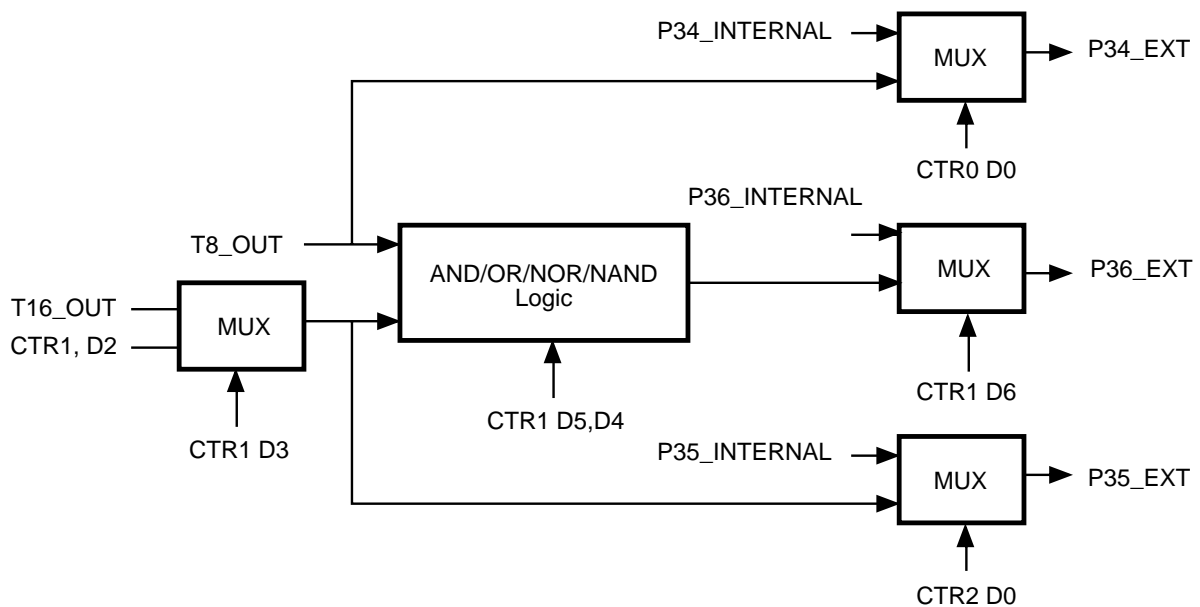 P34_INTERNAL
MUX
P34_EXT
CTR0 D0
P36_INTERNAL
T8_OUT
AND/OR/NOR/NAND
Logic
MUX
P36_EXT
T16_OUT
MUX
CTR1, D2
CTR1 D6
CTR1 D5,D4
CTR1 D3
P35_INTERNAL
MUX
P35_EXT
CTR2 D0